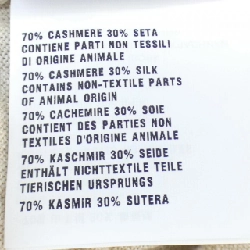 70% CASHMERE 30% SETA
CONTIENE PARTI NON TESSILI
DI ORIGINE ANIMALE
70% CASHMERE 30% SILK
CONTAINS NON-TEXTILE PARTS
OF ANIMAL ORIGIN
70% CACHEMIRE 30% SOIE
CONTIENT DES PARTIES NON
TEXTILES D'ORIGINE ANIMALE
70% KASCHMIR 30% SEIDE
ENTHÄLT NICHTTEXTILE TEILE
TIERISCHEN URSPRUNGS
70% KASMIR 30% SUTERA